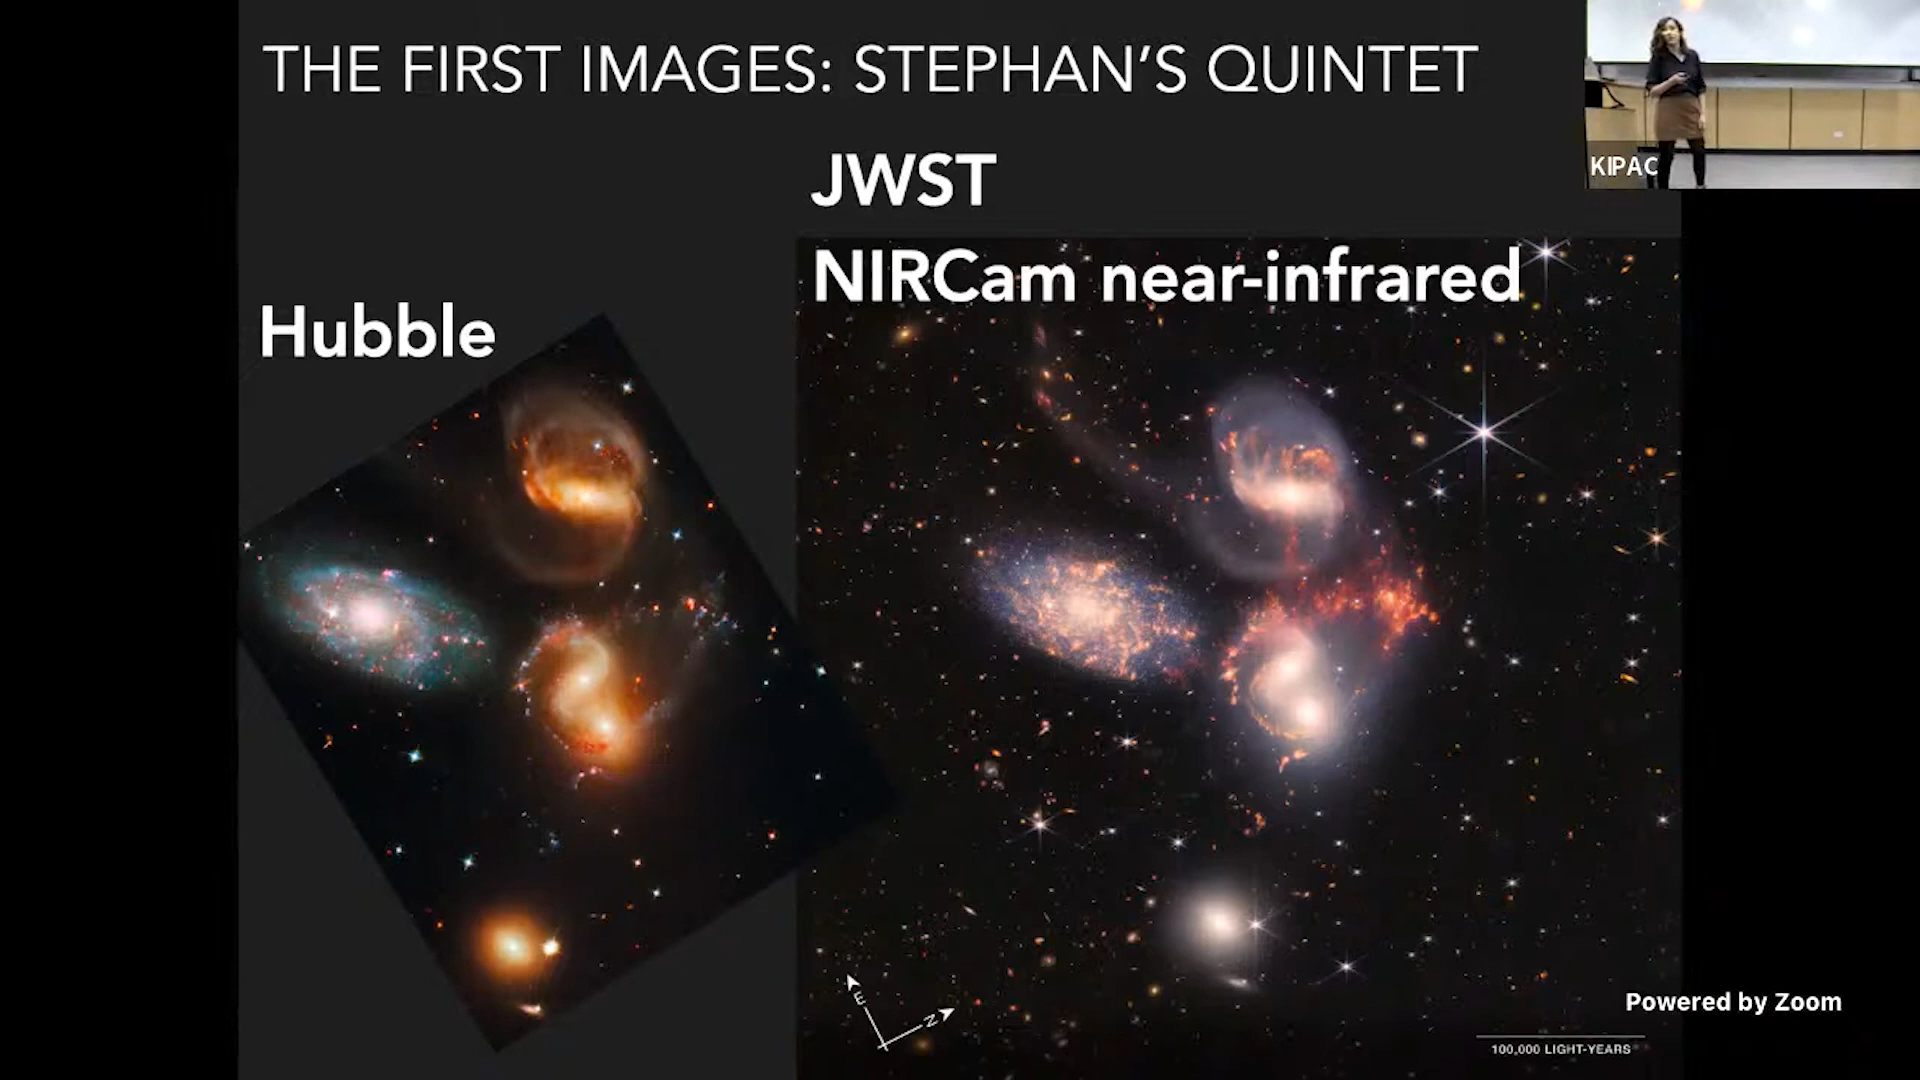 THE FIRST IMAGES: STEPHAN'S QUINTET
KIPAC
JWST
NIRCam near-infrared
Hubble
E
N
Powered by Zoom
100,000 LIGHT-YEARS